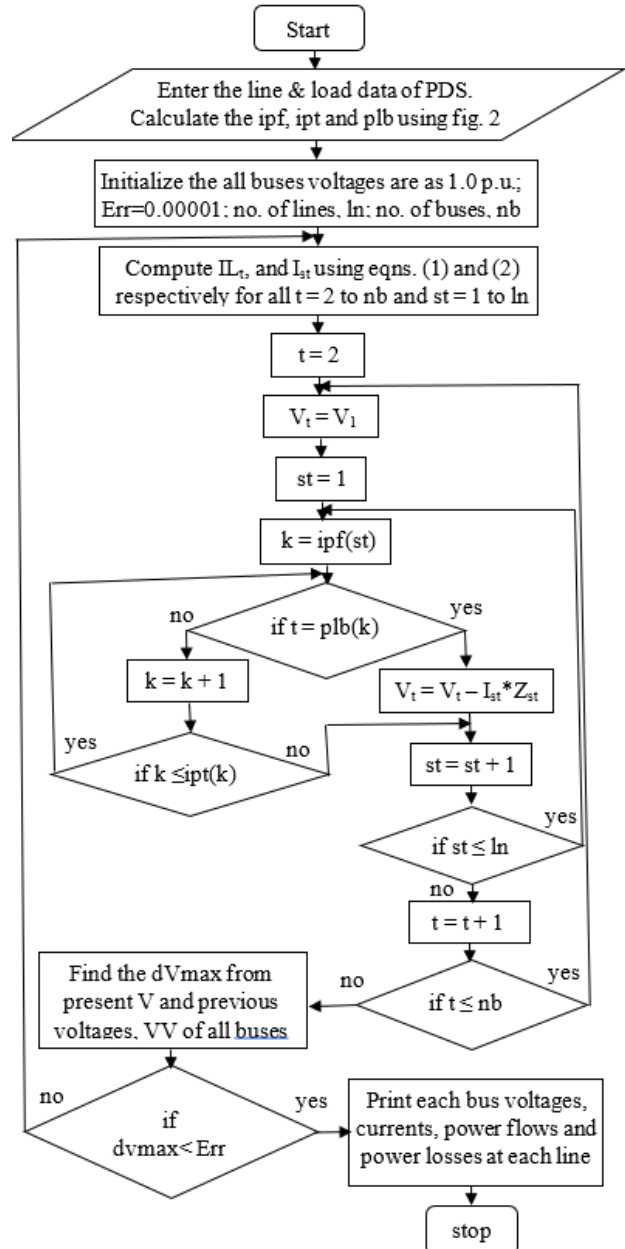 Start
Enter the line & load data of PDS.
Calculate the ipf, ipt and plb using fig. 2
Initialize the all buses voltages are as 1.0 p.u.;
Err=0.00001; no. of lines, ln; no. of buses, nb
Compute ILt, and Ist using eqns. (1) and (2)
respectively for all t = 2 to nb and st = 1 to ln
t = 2
Vt = V1
st = 1
k = ipf(st)
no
if t = plb(k)
yes
k = k + 1
Vt = Vt – Ist*Zst
yes
if k ≤ipt(k)
no
st = st + 1
if st ≤ ln
yes
no
t = t + 1
Find the dVmax from
present V and previous
voltages, VV of all buses
no
if t ≤ nb
yes
no
if
dvmax< Err
yes
Print each bus voltages,
currents, power flows and
power losses at each line
stop